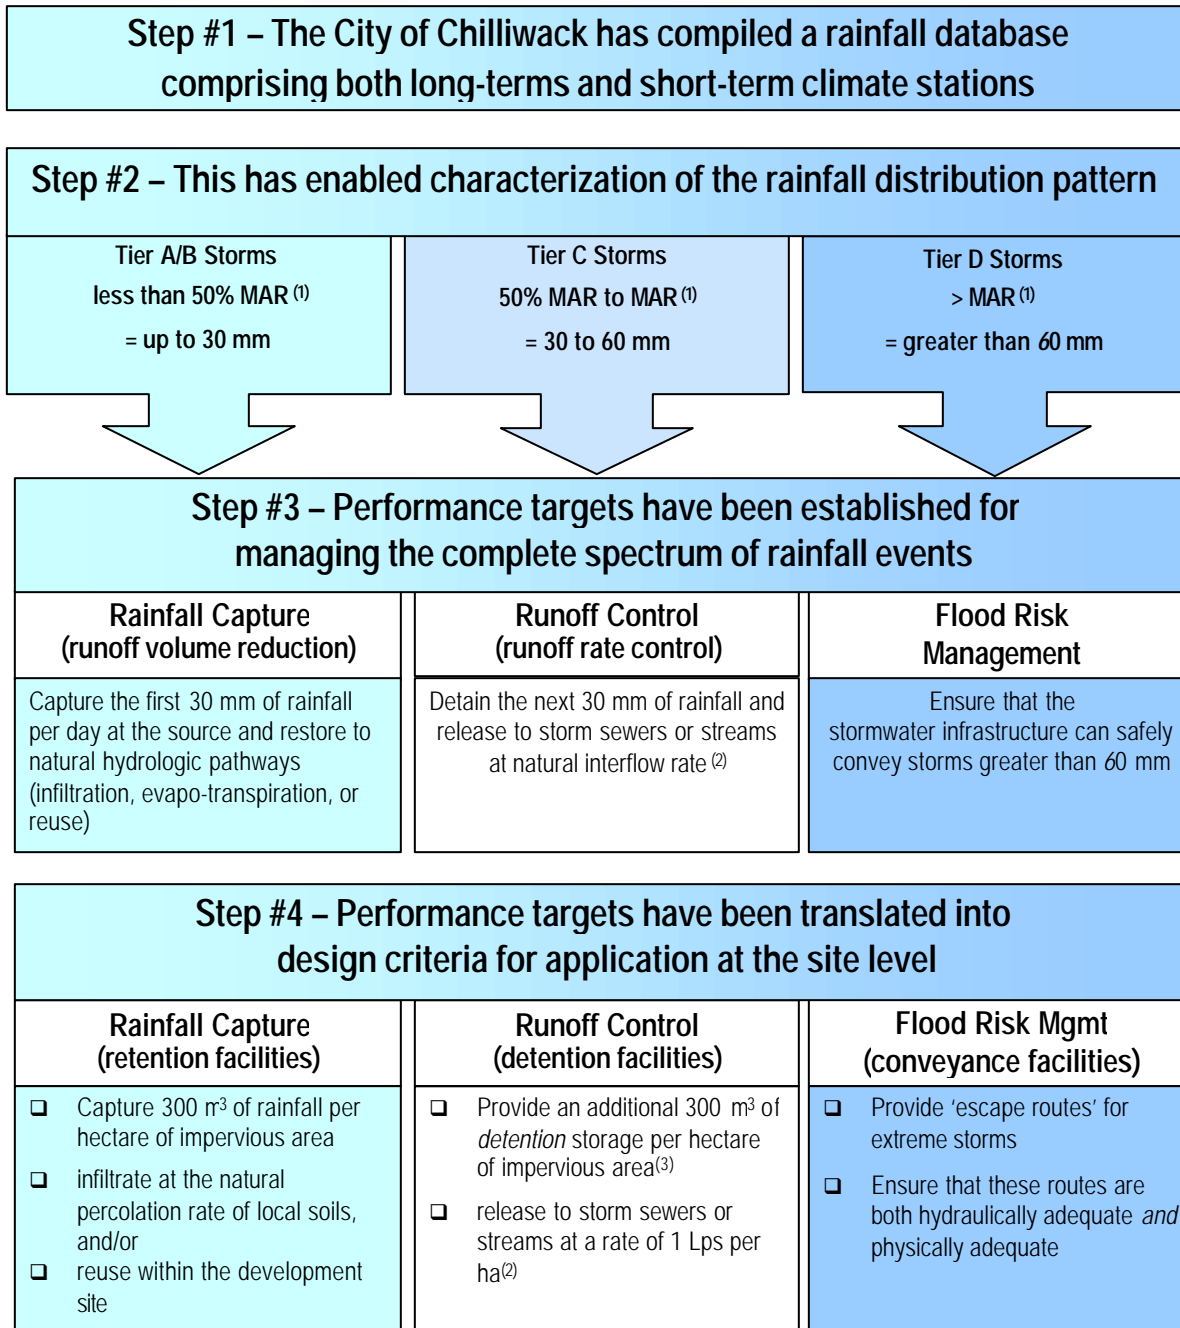 Step #1 – The City of Chilliwack has compiled a rainfall database
comprising both long-terms and short-term climate stations
Step #2 – This has enabled characterization of the rainfall distribution pattern
Tier A/B Storms
less than 50% MAR (1)
= up to 30 mm
Tier C Storms
50% MAR to MAR (1)
= 30 to 60 mm
Tier D Storms
> MAR (1)
= greater than 60 mm
Step #3 – Performance targets have been established for
managing the complete spectrum of rainfall events
Rainfall Capture
(runoff volume reduction)
Capture the first 30 mm of rainfall
per day at the source and restore to
natural hydrologic pathways
(infiltration, evapo-transpiration, or
reuse)
Runoff Control
(runoff rate control)
Detain the next 30 mm of rainfall and
release to storm sewers or streams
at natural interflow rate (2)
Flood Risk
Management
Ensure that the
stormwater infrastructure can safely
convey storms greater than 60 mm
Step #4 – Performance targets have been translated into
design criteria for application at the site level
Rainfall Capture
(retention facilities)
❑ Capture 300 m³ of rainfall per
hectare of impervious area
❑ infiltrate at the natural
percolation rate of local soils,
and/or
❑ reuse within the development
site
Runoff Control
(detention facilities)
❑ Provide an additional 300 m³ of
detention storage per hectare
of impervious area(3)
❑ release to storm sewers or
streams at a rate of 1 Lps per
ha(2)
Flood Risk Mgmt
(conveyance facilities)
❑ Provide ‘escape routes’ for
extreme storms
❑ Ensure that these routes are
both hydraulically adequate and
physically adequate